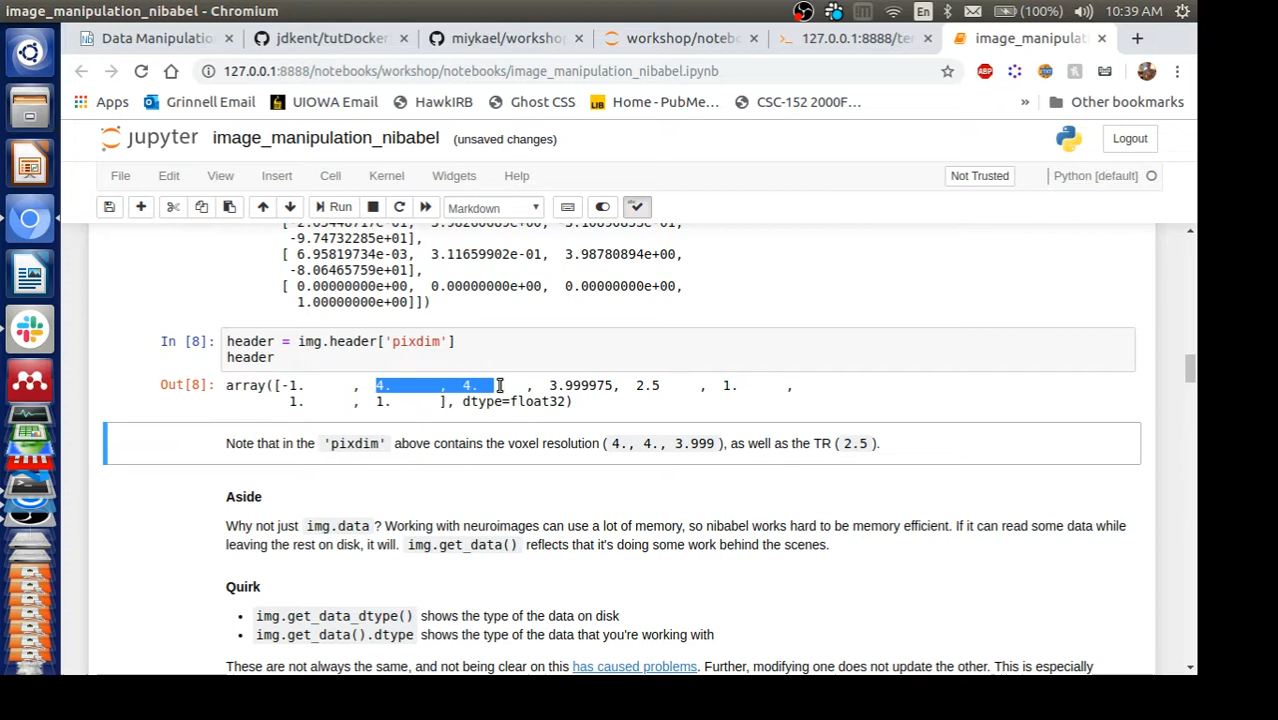 image_manipulation_nibabel - Chromium
En
(100%)
10:39 AM
Data Manipulatio
jdkent/tutDocker
miykael/workshop
workshop/noteb
127.0.0.1:8888/ter
image_manipulati
127.0.0.1:8888/notebooks/workshop/notebooks/image_manipulation_nibabel.ipynb
ABP
Apps
Grinnell Email
UIOWA Email
HawkIRB
Ghost CSS
LIB
Home - PubMe...
CSC-152 2000F...
»
Other bookmarks
jupyter
image_manipulation_nibabel
(unsaved changes)
Logout
File
Edit
View
Insert
Cell
Kernel
Widgets
Help
Not Trusted
Python [default]
Run
Markdown
-9.74732285e+01],
[ 6.95819734e-03, 3.11659902e-01, 3.98780894e+00,
-8.06465759e+01],
[ 0.00000000e+00, 0.00000000e+00, 0.00000000e+00,
1.00000000e+00]])
In [8]: header = img.header['pixdim']
header
Out[8]: array([-1. , 4. , 4. , 3.999975, 2.5 , 1. ,
1. , 1. ], dtype=float32)
Note that in the 'pixdim' above contans the voxel resolution ( 4., 4., 3.999 ), as well as the TR ( 2.5 ).
Aside
Why not just img.data ? Working with neuroimages can use a lot of memory, so nibabel works hard to be memory efficient. If it can read some data while
leaving the rest on disk, it will. img.get_data() reflects that it's doing some work behind the scenes.
Quirk
• img.get_data_dtype() shows the type of the data on disk
• img.get_data().dtype shows the type of the data that you're working with
These are not always the same, and not being clear on this has caused problems. Further, modifying one does not update the other. This is especially